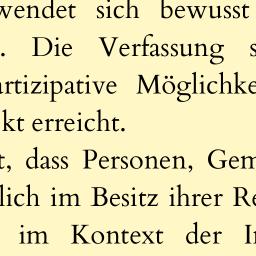 wendet sich bewusst
. Die Verfassung s
artizipative Möglichke
kt erreicht.
t, dass Personen, Gem
lich im Besitz ihrer Re
im Kontext der In